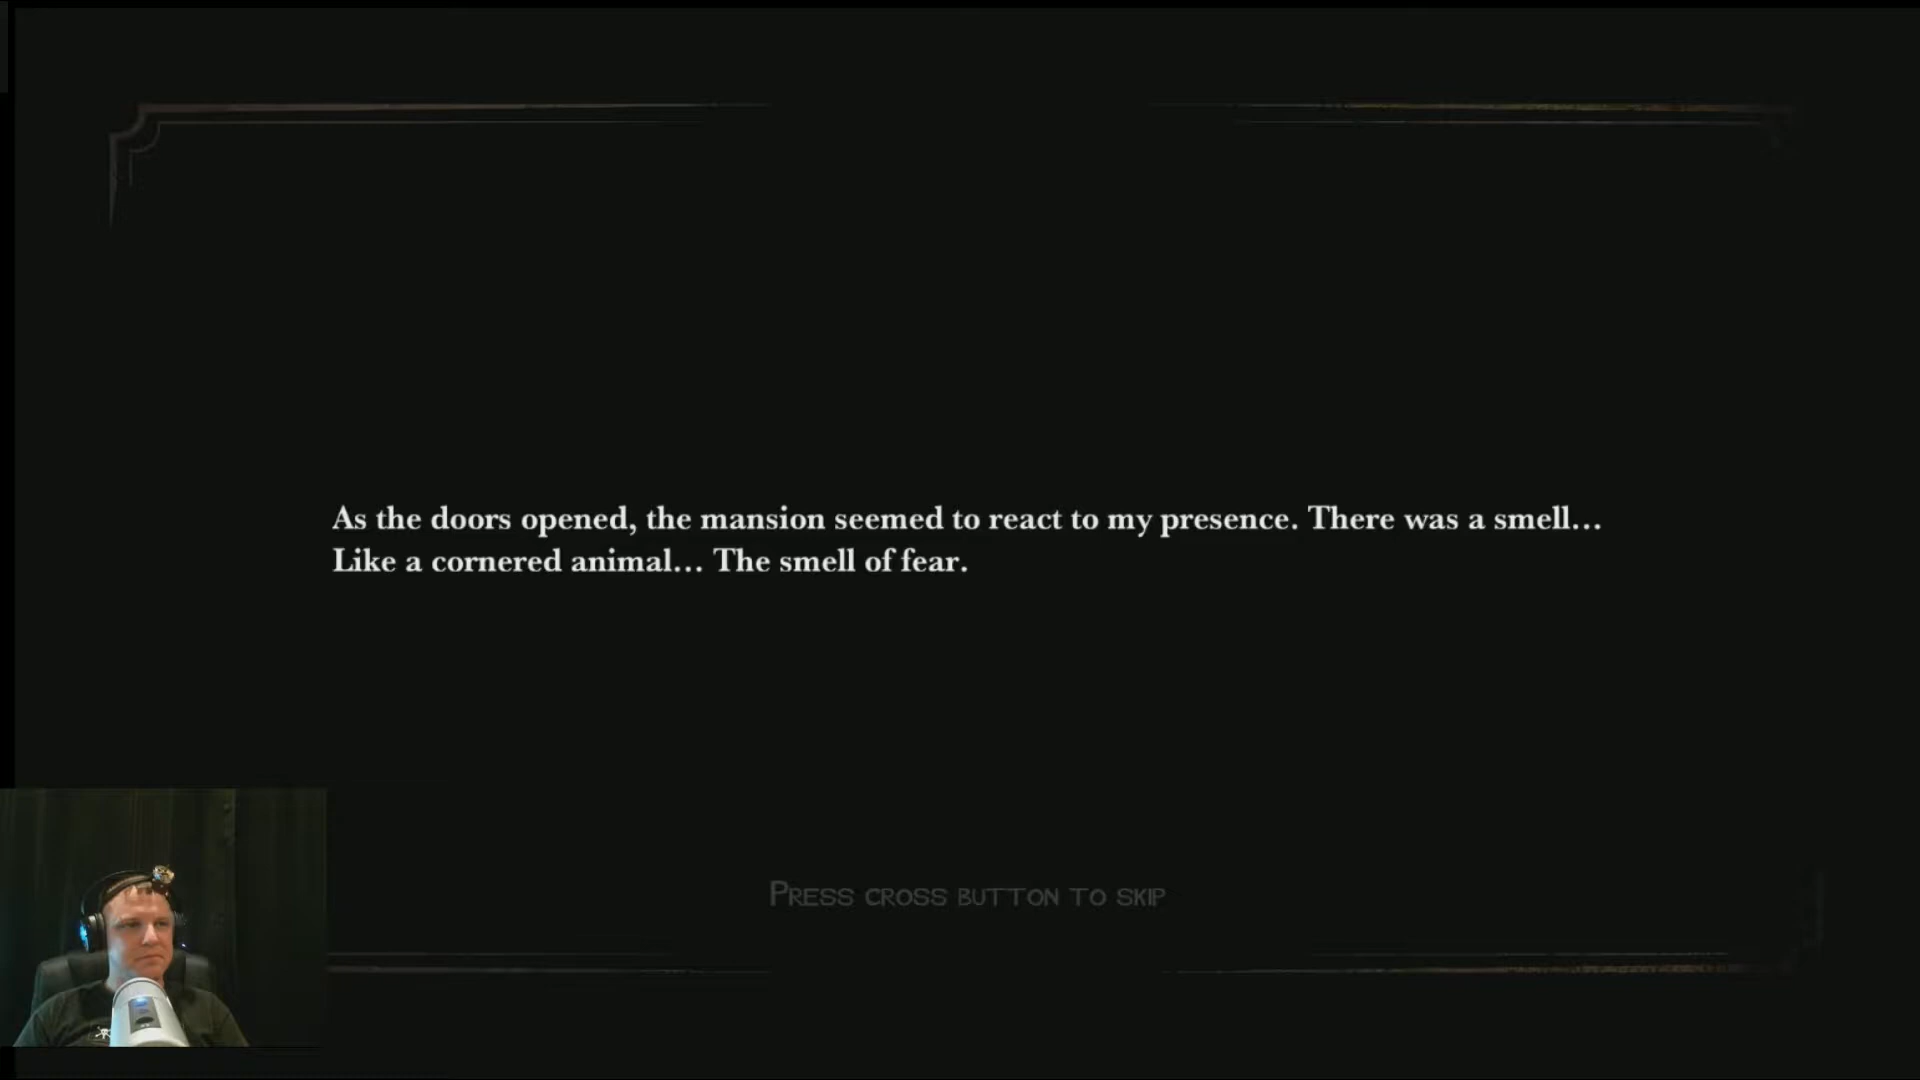 As the doors opened, the mansion seemed to react to my presence. There was a smell...
Like a cornered animal... The smell of fear.
PRESS CROSS BUTTON TO SKIP